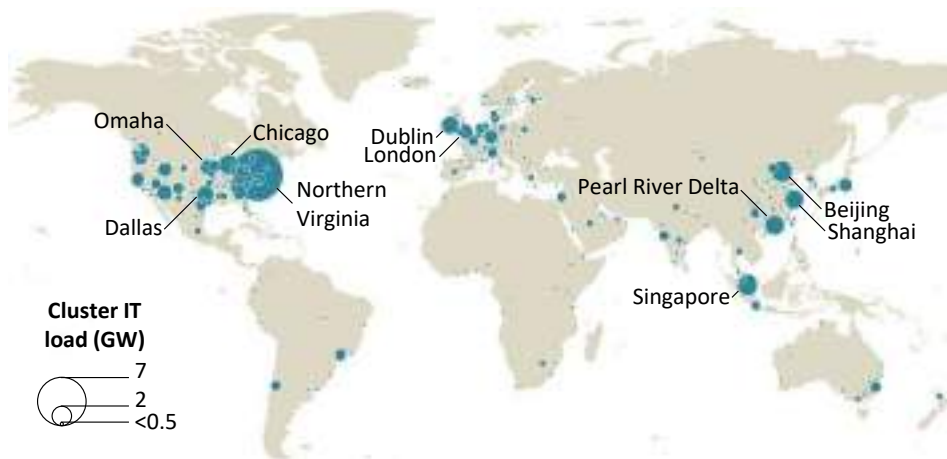 Omaha
Chicago
Dublin
London
Northern
Virginia
Dallas
Pearl River Delta
Beijing
Shanghai
Singapore
Cluster IT
load (GW)
7
2
<0.5